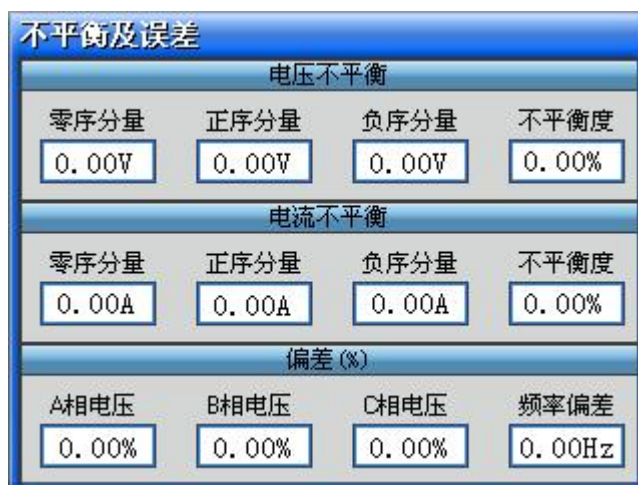 不平衡及误差
电压不平衡
零序分量 正序分量 负序分量 不平衡度
0.00V 0.00V 0.00V 0.00%
电流不平衡
零序分量 正序分量 负序分量 不平衡度
0.00A 0.00A 0.00A 0.00%
偏差(%)
A相电压 B相电压 C相电压 频率偏差
0.00% 0.00% 0.00% 0.00Hz